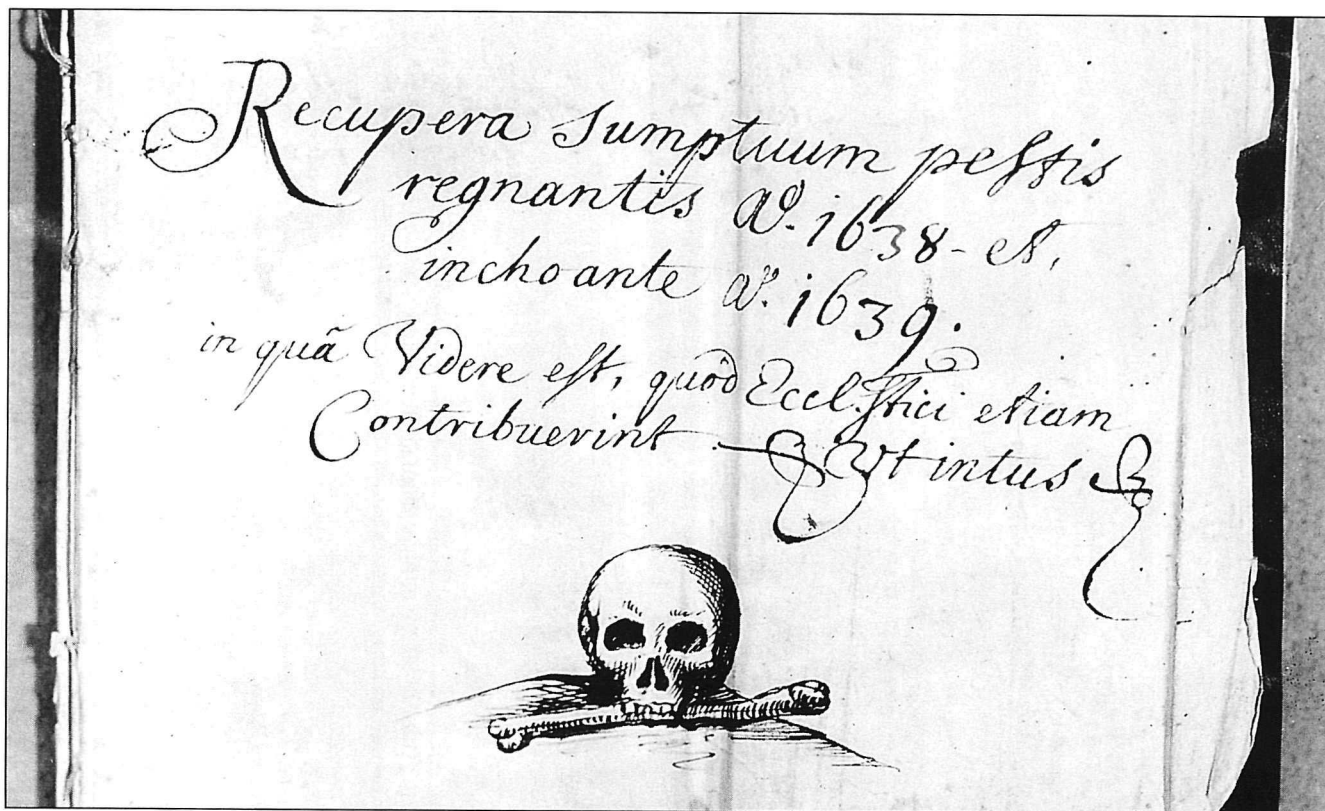 Recupera sumptuum peſtis
regnantis Aº. 1638 - et,
inchoante Aº. 1639.
in quã Videre eſt, quôd Eccl.ſtici etiam
Contribuerint Vt intus